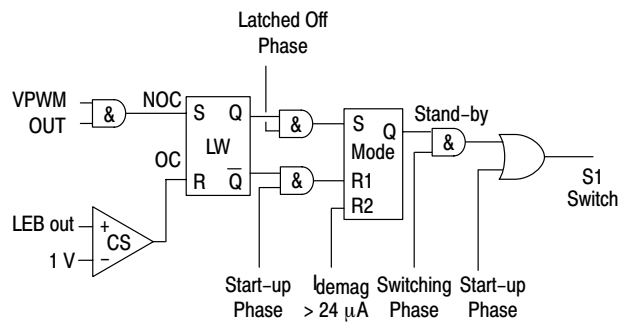 Latched Off
Phase
VPWM
OUT
&
NOC
S
Q
LW
OC
R
Q
&
&
S
Q
Mode
R1
R2
Stand-by
&
S1
Switch
LEB out
+
CS
1 V
-
Start-up
Phase
Idemag
> 24 μA
Switching
Phase
Start-up
Phase